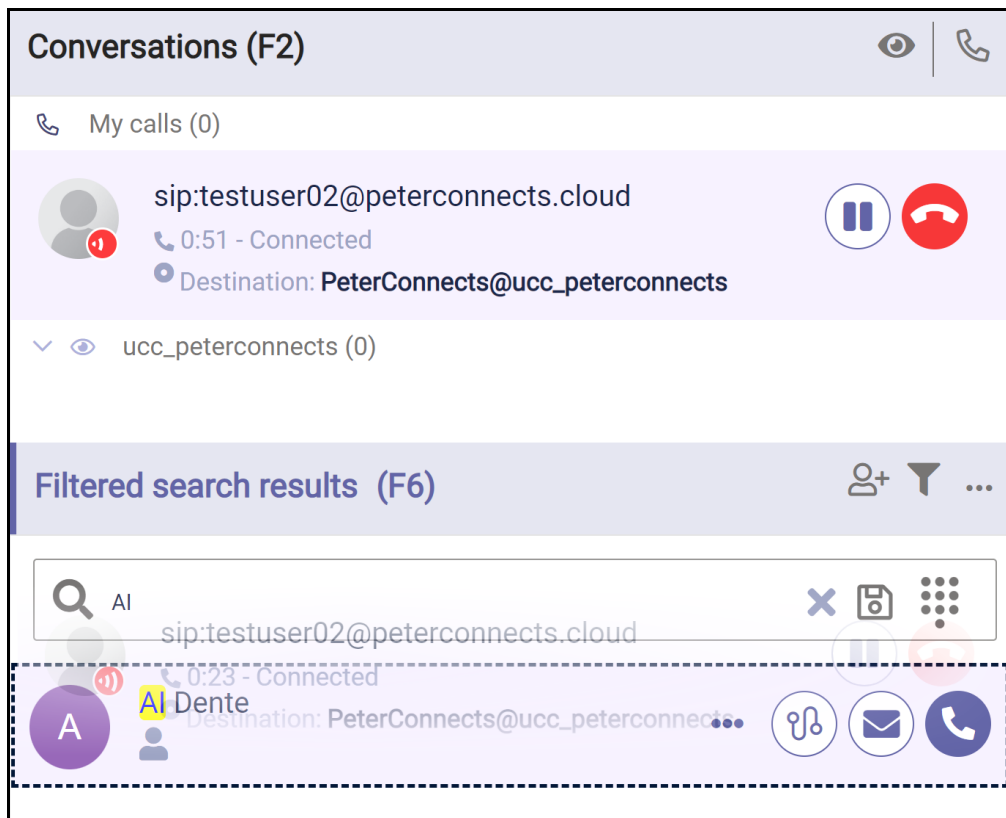 Conversations (F2)
My calls (0)
sip:testuser02@peterconnects.cloud
0:51 - Connected
Destination: PeterConnects@ucc_peterconnects
ucc_peterconnects (0)
Filtered search results (F6)
Al
sip:testuser02@peterconnects.cloud
0:23 - Connected
A
Al Dente
Destination: PeterConnects@ucc_peterconnects